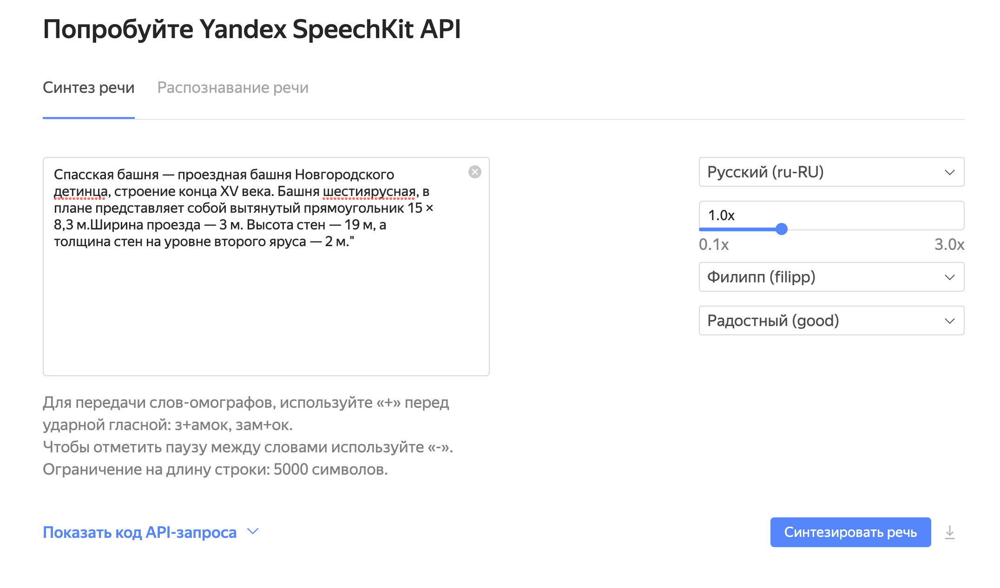 Попробуйте Yandex SpeechKit API
Синтез речи Распознавание речи
Спасская башня — проездная башня Новгородского
детинца, строение конца XV века. Башня шестиярусная, в
плане представляет собой вытянутый прямоугольник 15 ×
8,3 м.Ширина проезда — 3 м. Высота стен — 19 м, а
толщина стен на уровне второго яруса — 2 м."
Русский (ru-RU)
1.0x
0.1x 3.0x
Филипп (filipp)
Радостный (good)
Для передачи слов-омографов, используйте «+» перед
ударной гласной: з+амок, зам+ок.
Чтобы отметить паузу между словами используйте «-».
Ограничение на длину строки: 5000 символов.
Показать код API-запроса
Синтезировать речь